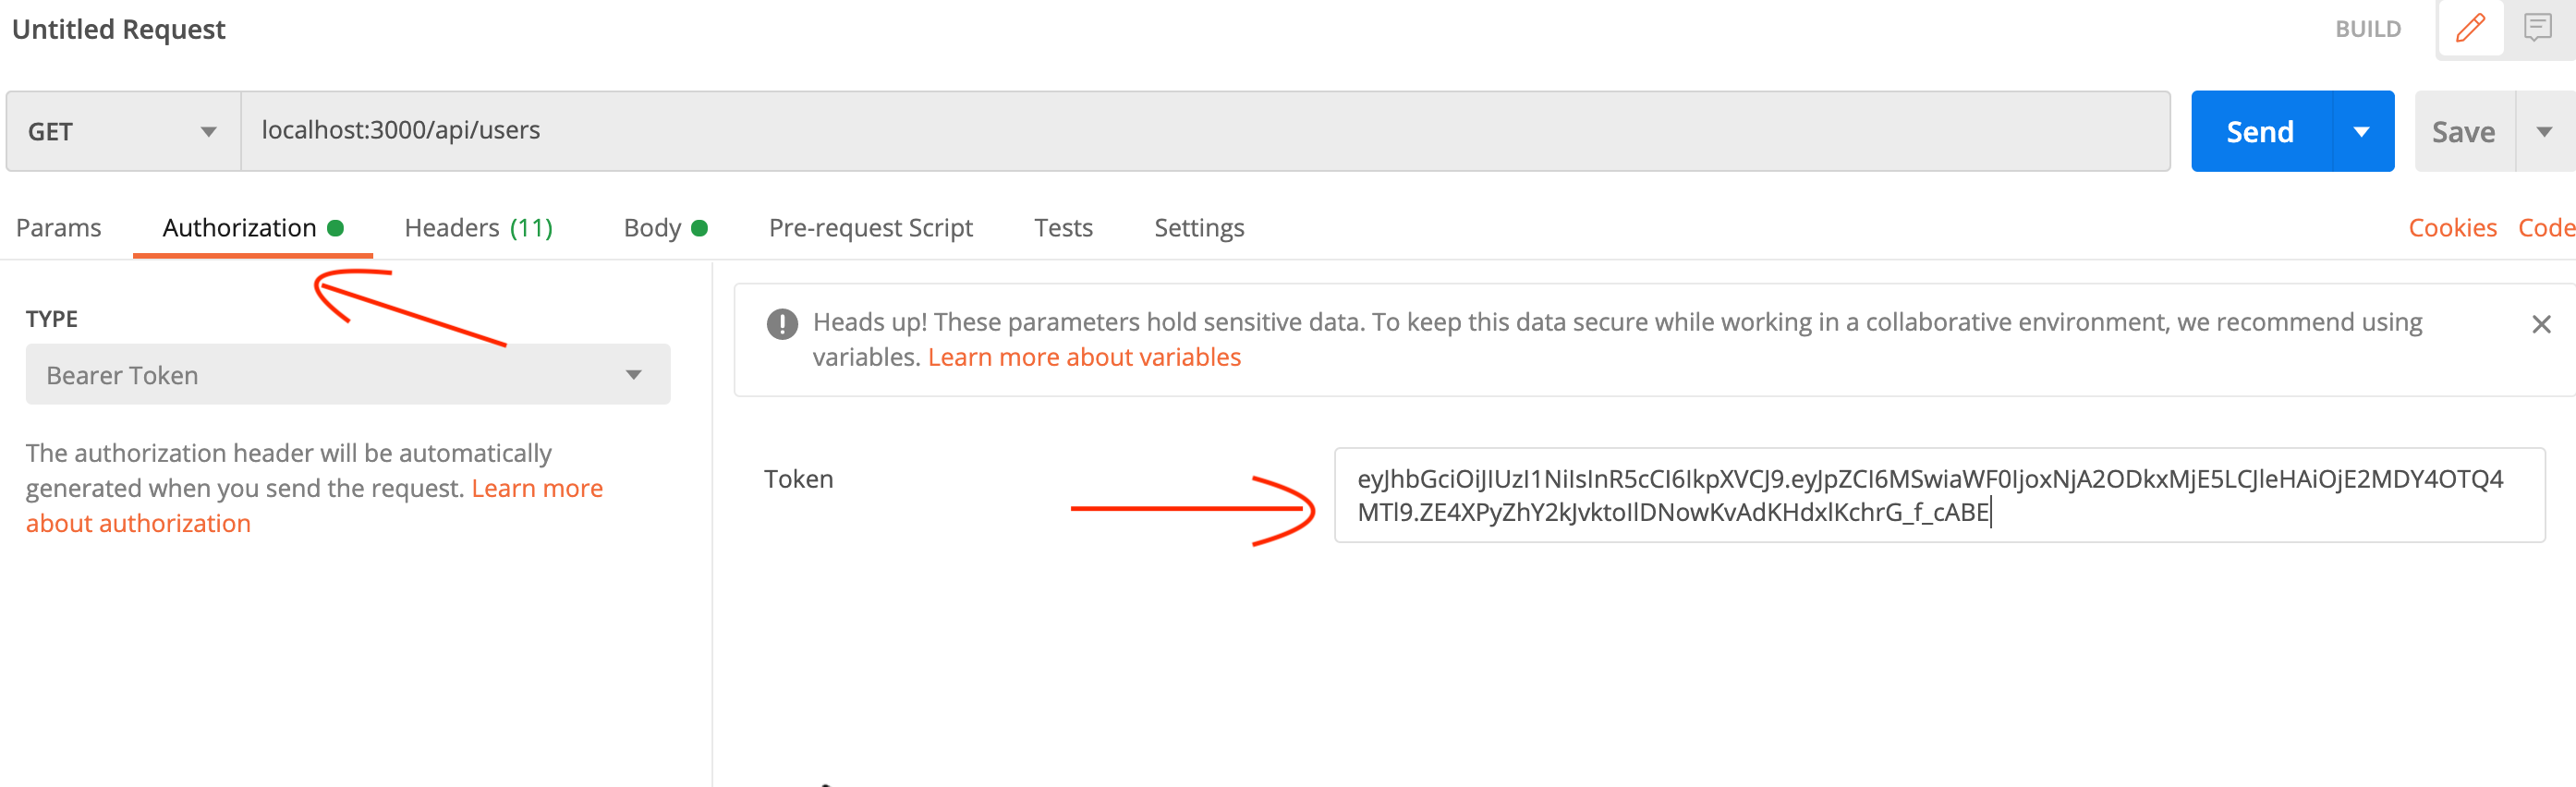 Untitled Request
BUILD
GET
localhost:3000/api/users
Send
Save
Params
Authorization
Headers (11)
Body
Pre-request Script
Tests
Settings
Cookies
Code
TYPE
Bearer Token
The authorization header will be automatically
generated when you send the request. Learn more
about authorization
Heads up! These parameters hold sensitive data. To keep this data secure while working in a collaborative environment, we recommend using
variables. Learn more about variables
Token
eyJhbGciOiJIUzI1NiIsInR5cCI6IkpXVCJ9.eyJpZCI6MSwiaWF0IjoxNjA2ODkxMjE5LCJleHAiOjE2MDY4OTQ4
MTl9.ZE4XPyZhY2kJvktoIlDNowKvAdKHdxlKchrG_f_cABE